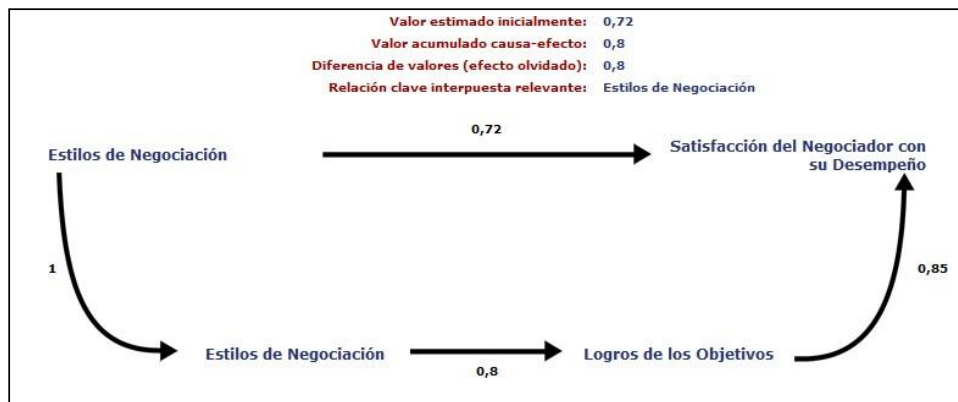 Valor estimado inicialmente: 0,72
Valor acumulado causa-efecto: 0,8
Diferencia de valores (efecto olvidado): 0,8
Relación clave interpuesta relevante: Estilos de Negociación
0,72
Estilos de Negociación
Satisfacción del Negociador con
su Desempeño
1
0,85
Estilos de Negociación
Logros de los Objetivos
0,8